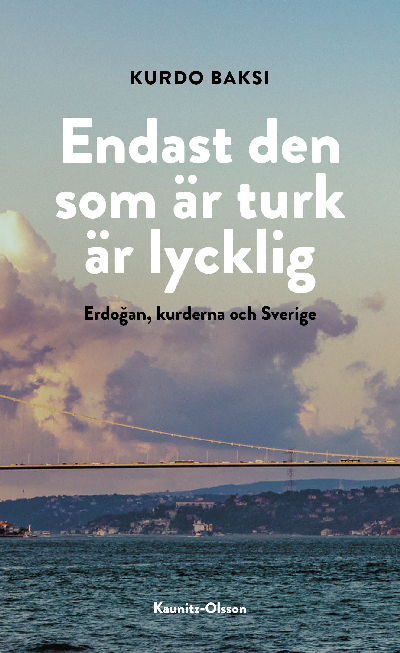 KURDO BAKSI
Endast den
som är turk
är lycklig
Erdoğan, kurderna och Sverige
Kaunitz-Olsson